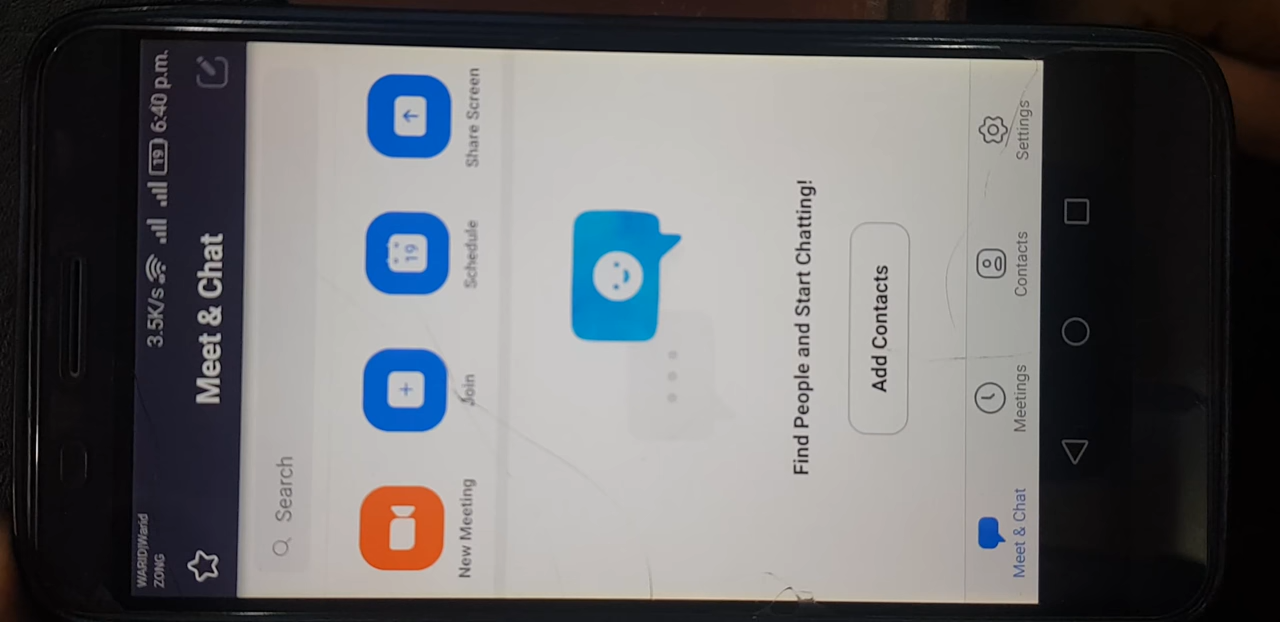 WARID|Warid
ZONG
3.5K/s 19 6:40 p.m.
Meet & Chat
Search
New Meeting
Join
19
Schedule
Share Screen
Find People and Start Chatting!
Add Contacts
Meet & Chat
Meetings
Contacts
Settings